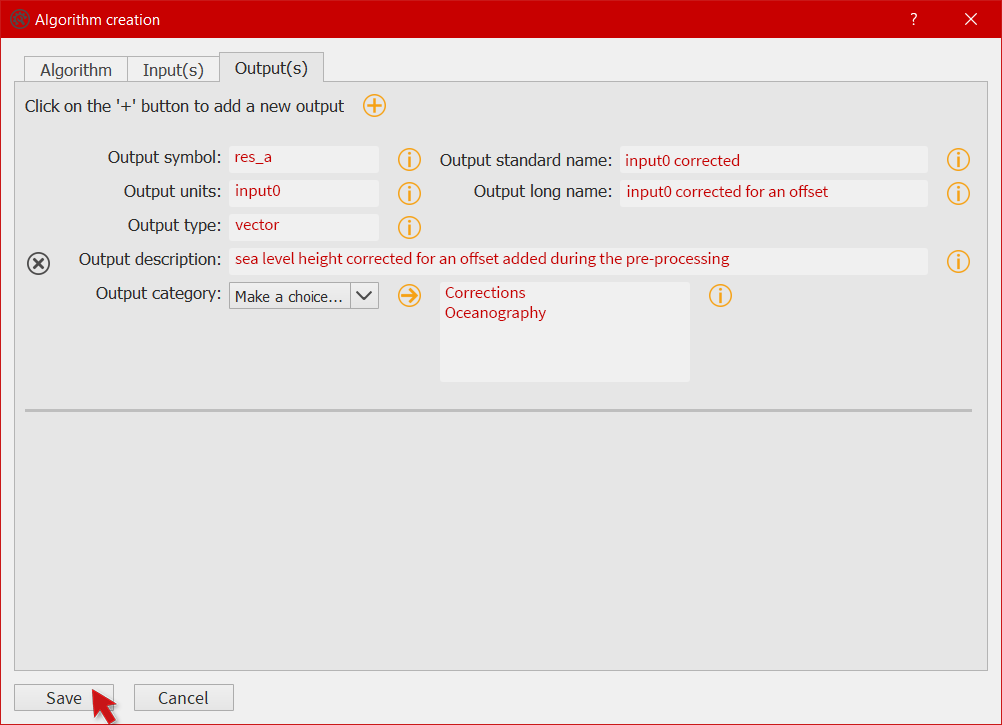 Algorithm creation ?
Algorithm Input(s) Output(s)
Click on the '+' button to add a new output
Output symbol: res_a Output standard name: input0 corrected
Output units: input0 Output long name: input0 corrected for an offset
Output type: vector
Output description: sea level height corrected for an offset added during the pre-processing
Output category: Make a choice... Corrections
Oceanography
Save Cancel